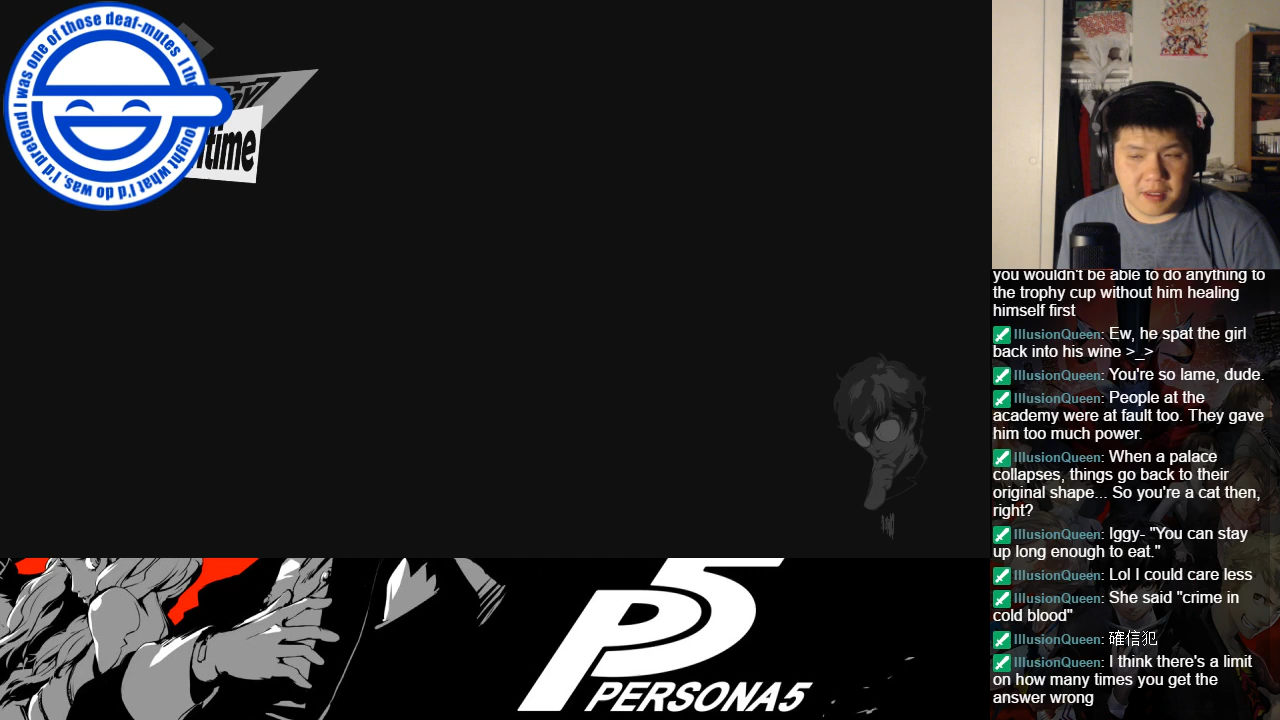 I thought what I'd do was, I'd pretend I was one of those deaf-mutes
time
you wouldn't be able to do anything to
the trophy cup without him healing
himself first
IllusionQueen: Ew, he spat the girl
back into his wine >_>
IllusionQueen: You're so lame, dude.
IllusionQueen: People at the
academy were at fault too. They gave
him too much power.
IllusionQueen: When a palace
collapses, things go back to their
original shape... So you're a cat then,
right?
IllusionQueen: Iggy- "You can stay
up long enough to eat."
IllusionQueen: Lol I could care less
IllusionQueen: She said "crime in
cold blood"
IllusionQueen: 確信犯
IllusionQueen: I think there's a limit
on how many times you get the
answer wrong
P5
PERSONA5